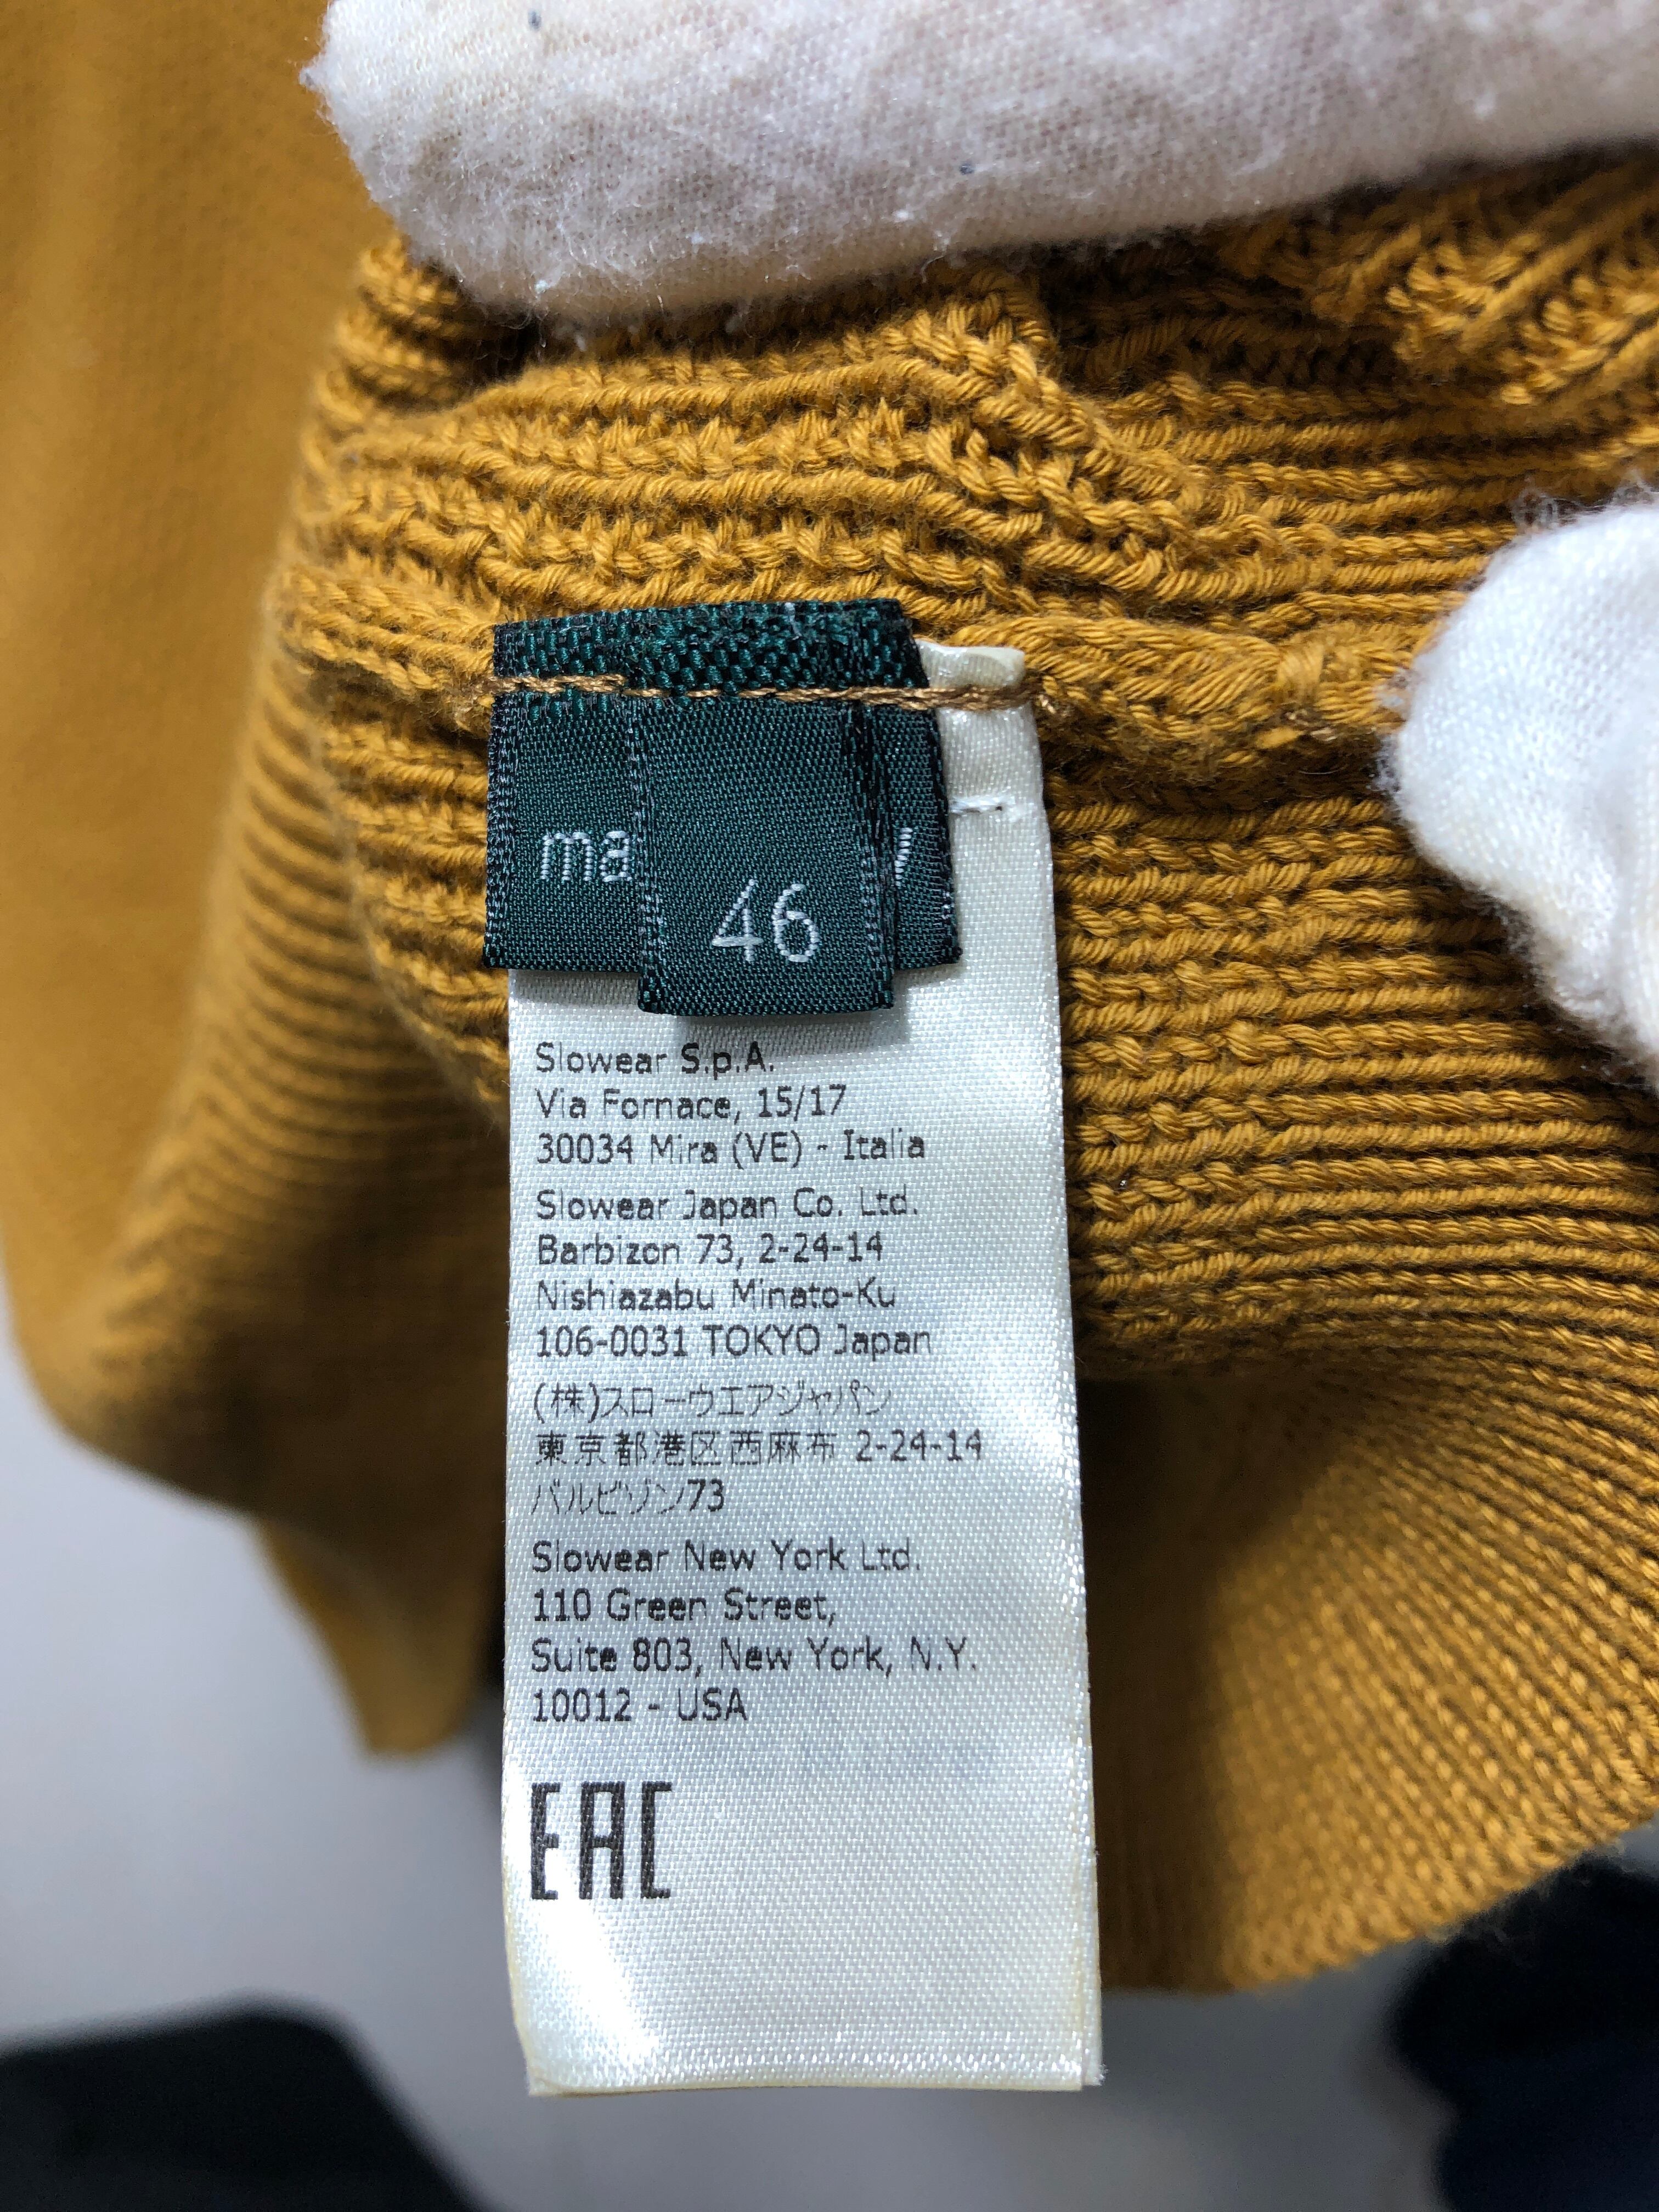 ma
46
Slowear S.p.A.
Via Fornace, 15/17
30034 Mira (VE) - Italia
Slowear Japan Co. Ltd.
Barbizon 73, 2-24-14
Nishiazabu Minato-Ku
106-0031 TOKYO Japan
(株)スローウエアジャパン
東京都港区西麻布 2-24-14
バルビゾン73
Slowear New York Ltd.
110 Green Street,
Suite 803, New York, N.Y.
10012 - USA
EAC